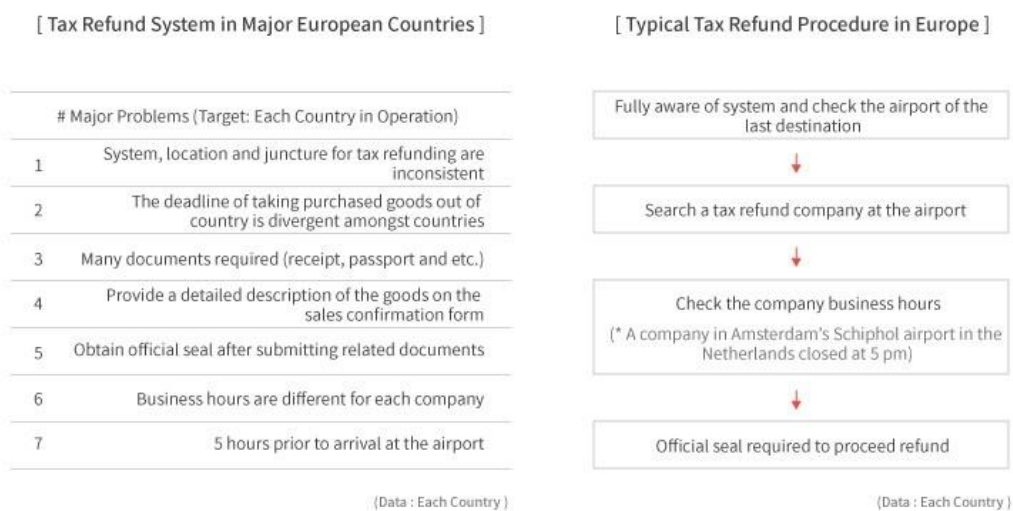 [ Tax Refund System in Major European Countries ]
# Major Problems (Target: Each Country in Operation)
1 System, location and juncture for tax refunding are
inconsistent
2 The deadline of taking purchased goods out of
country is divergent amongst countries
3 Many documents required (receipt, passport and etc.)
4 Provide a detailed description of the goods on the
sales confirmation form
5 Obtain official seal after submitting related documents
6 Business hours are different for each company
7 5 hours prior to arrival at the airport
(Data : Each Country )
[ Typical Tax Refund Procedure in Europe ]
Fully aware of system and check the airport of the
last destination
Search a tax refund company at the airport
Check the company business hours
(* A company in Amsterdam's Schiphol airport in the
Netherlands closed at 5 pm)
Official seal required to proceed refund
(Data : Each Country )